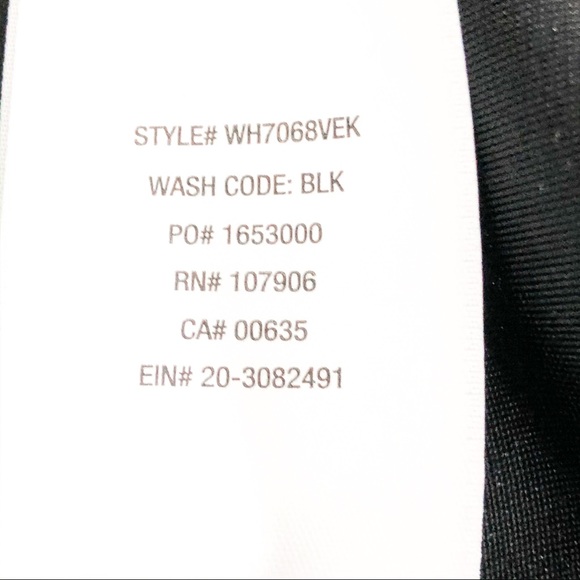 STYLE# WH7068VEK
WASH CODE: BLK
PO# 1653000
RN# 107906
CA# 00635
EIN# 20-3082491